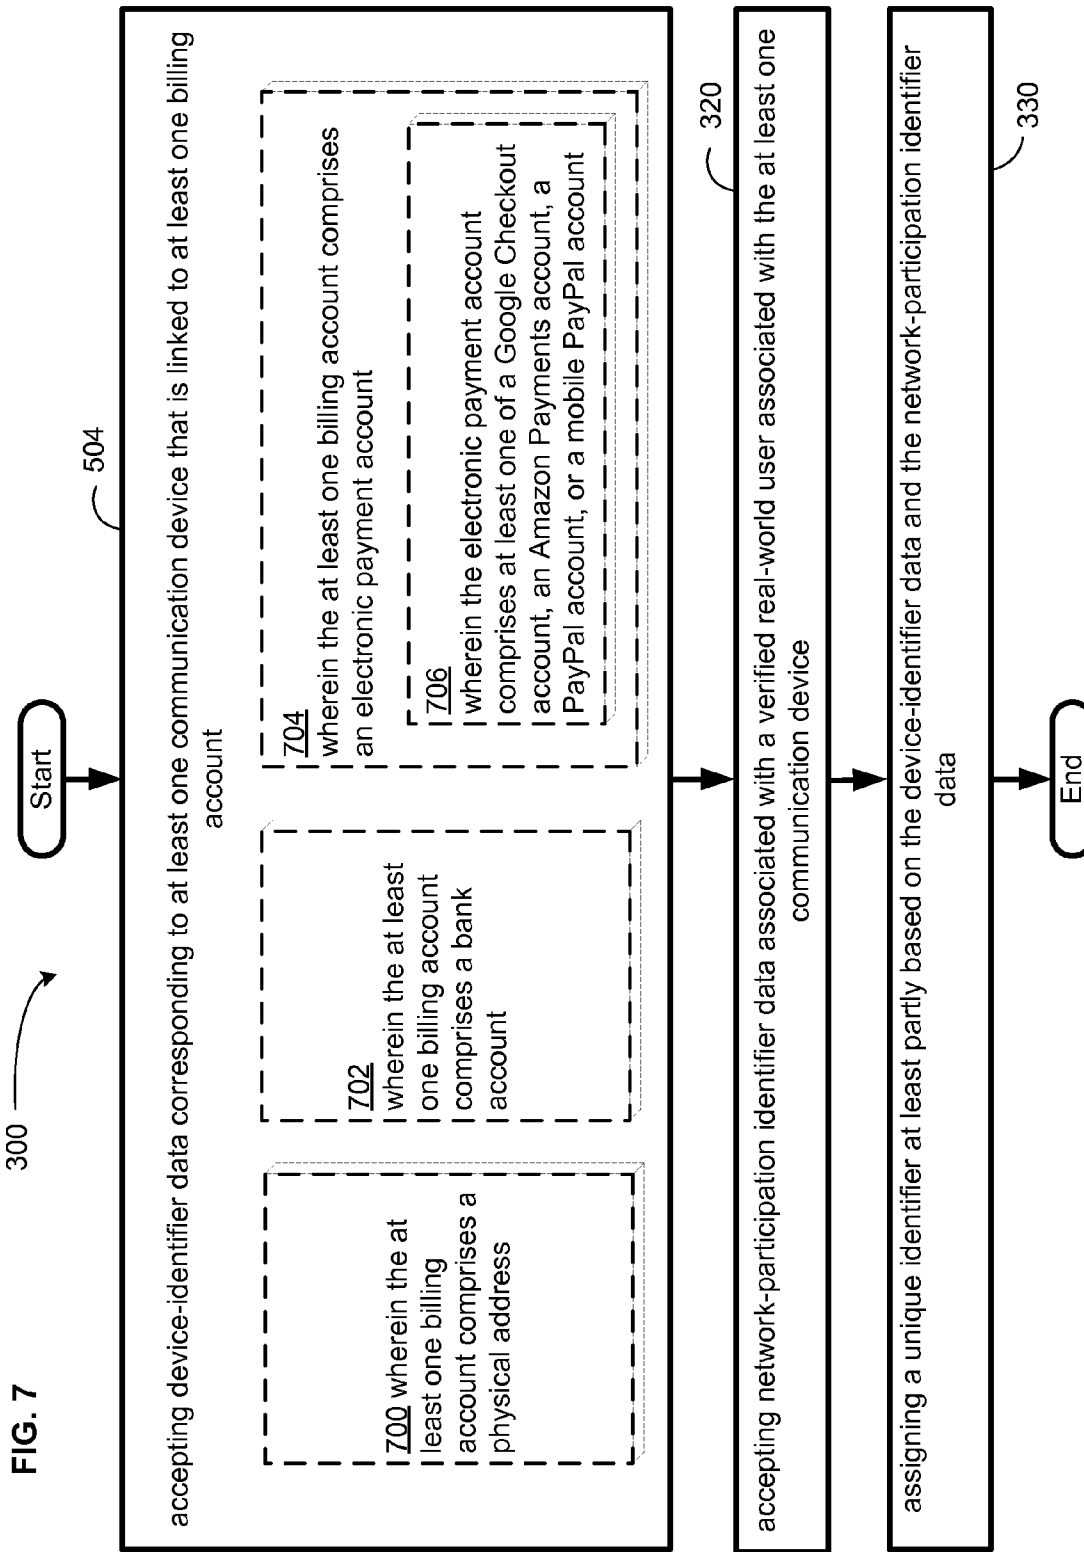 FIG. 7
300
Start
504
accepting device-identifier data corresponding to at least one communication device that is linked to at least one billing
account
700 wherein the at
least one billing
account comprises a
physical address
702
wherein the at least
one billing account
comprises a bank
account
704
wherein the at least one billing account comprises
an electronic payment account
706
wherein the electronic payment account
comprises at least one of a Google Checkout
account, an Amazon Payments account, a
PayPal account, or a mobile PayPal account
320
accepting network-participation identifier data associated with a verified real-world user associated with the at least one
communication device
330
assigning a unique identifier at least partly based on the device-identifier data and the network-participation identifier
data
End